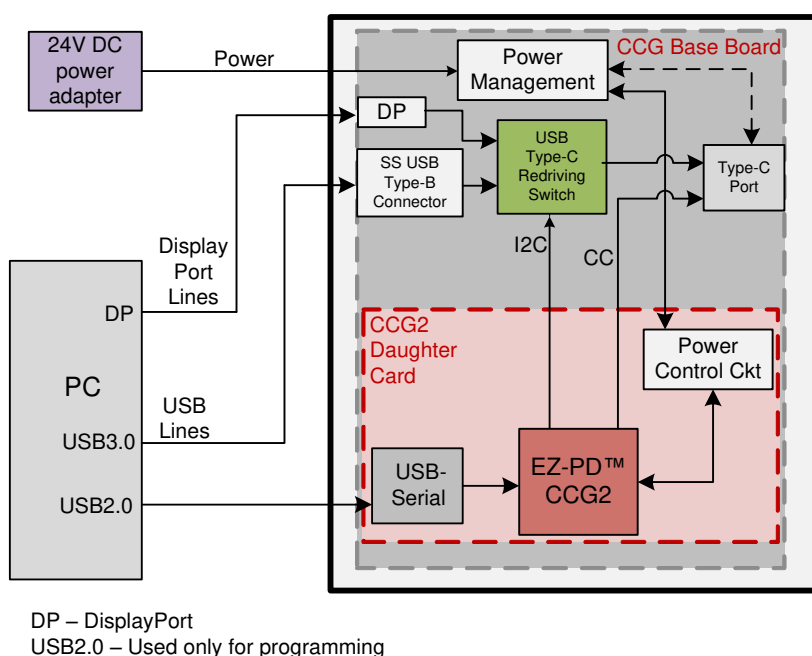 24V DC
power
adapter
Power
Power
Management
CCG Base Board
DP
USB
Type-C
Redriving
Switch
SS USB
Type-B
Connector
Type-C
Port
I2C
CC
Display
Port
Lines
DP
PC
USB
Lines
USB3.0
USB2.0
CCG2
Daughter
Card
Power
Control Ckt
USB-
Serial
EZ-PD™
CCG2
DP – DisplayPort
USB2.0 – Used only for programming